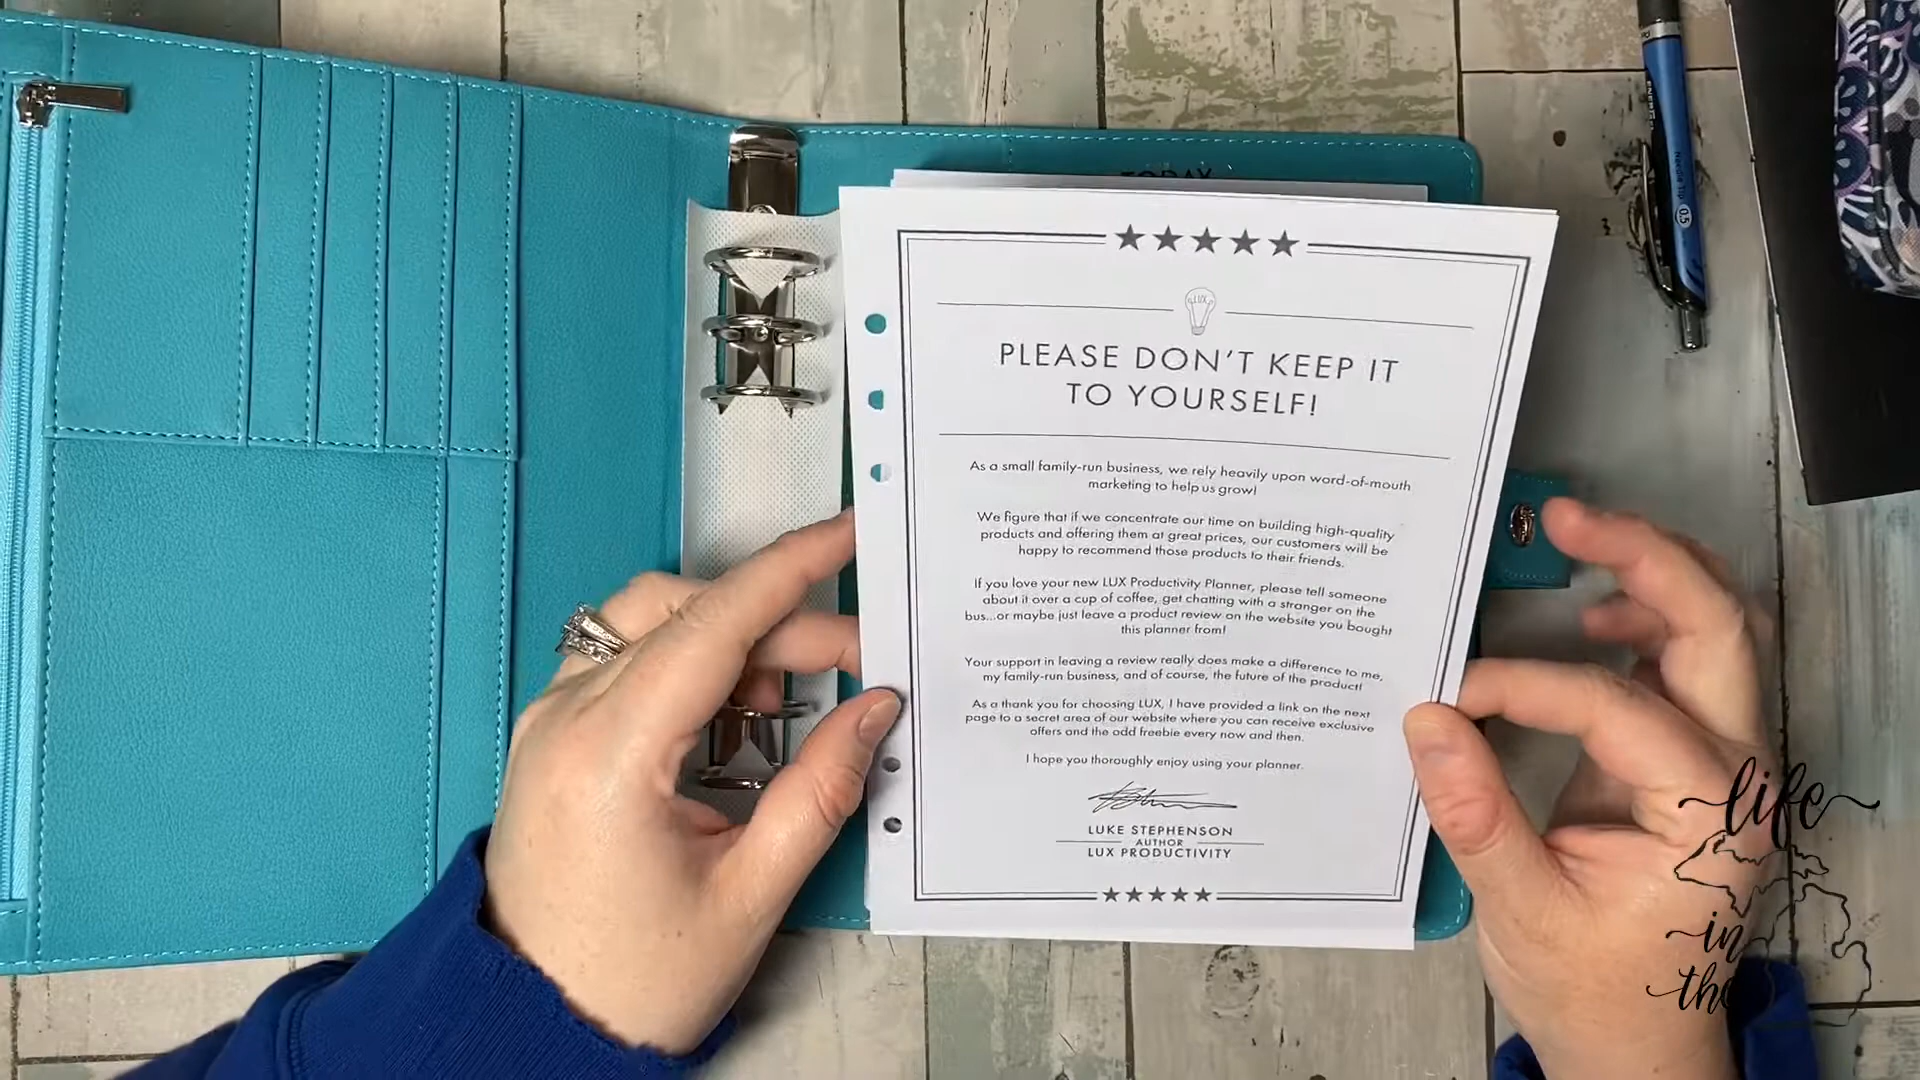 TODAY
LUX
PLEASE DON'T KEEP IT
TO YOURSELF!
As a small family-run business, we rely heavily upon word-of-mouth
marketing to help us grow!
We figure that if we concentrate our time on building high-quality
products and offering them at great prices, our customers will be
happy to recommend those products to their friends.
If you love your new LUX Productivity Planner, please tell someone
about it over a cup of coffee, get chatting with a stranger on the
bus...or maybe just leave a product review on the website you bought
this planner from!
Your support in leaving a review really does make a difference to me,
my family-run business, and of course, the future of the product!
As a thank you for choosing LUX, I have provided a link on the next
page to a secret area of our website where you can receive exclusive
offers and the odd freebie every now and then.
I hope you thoroughly enjoy using your planner.
LUKE STEPHENSON
AUTHOR
LUX PRODUCTIVITY
0.5
life
in
the